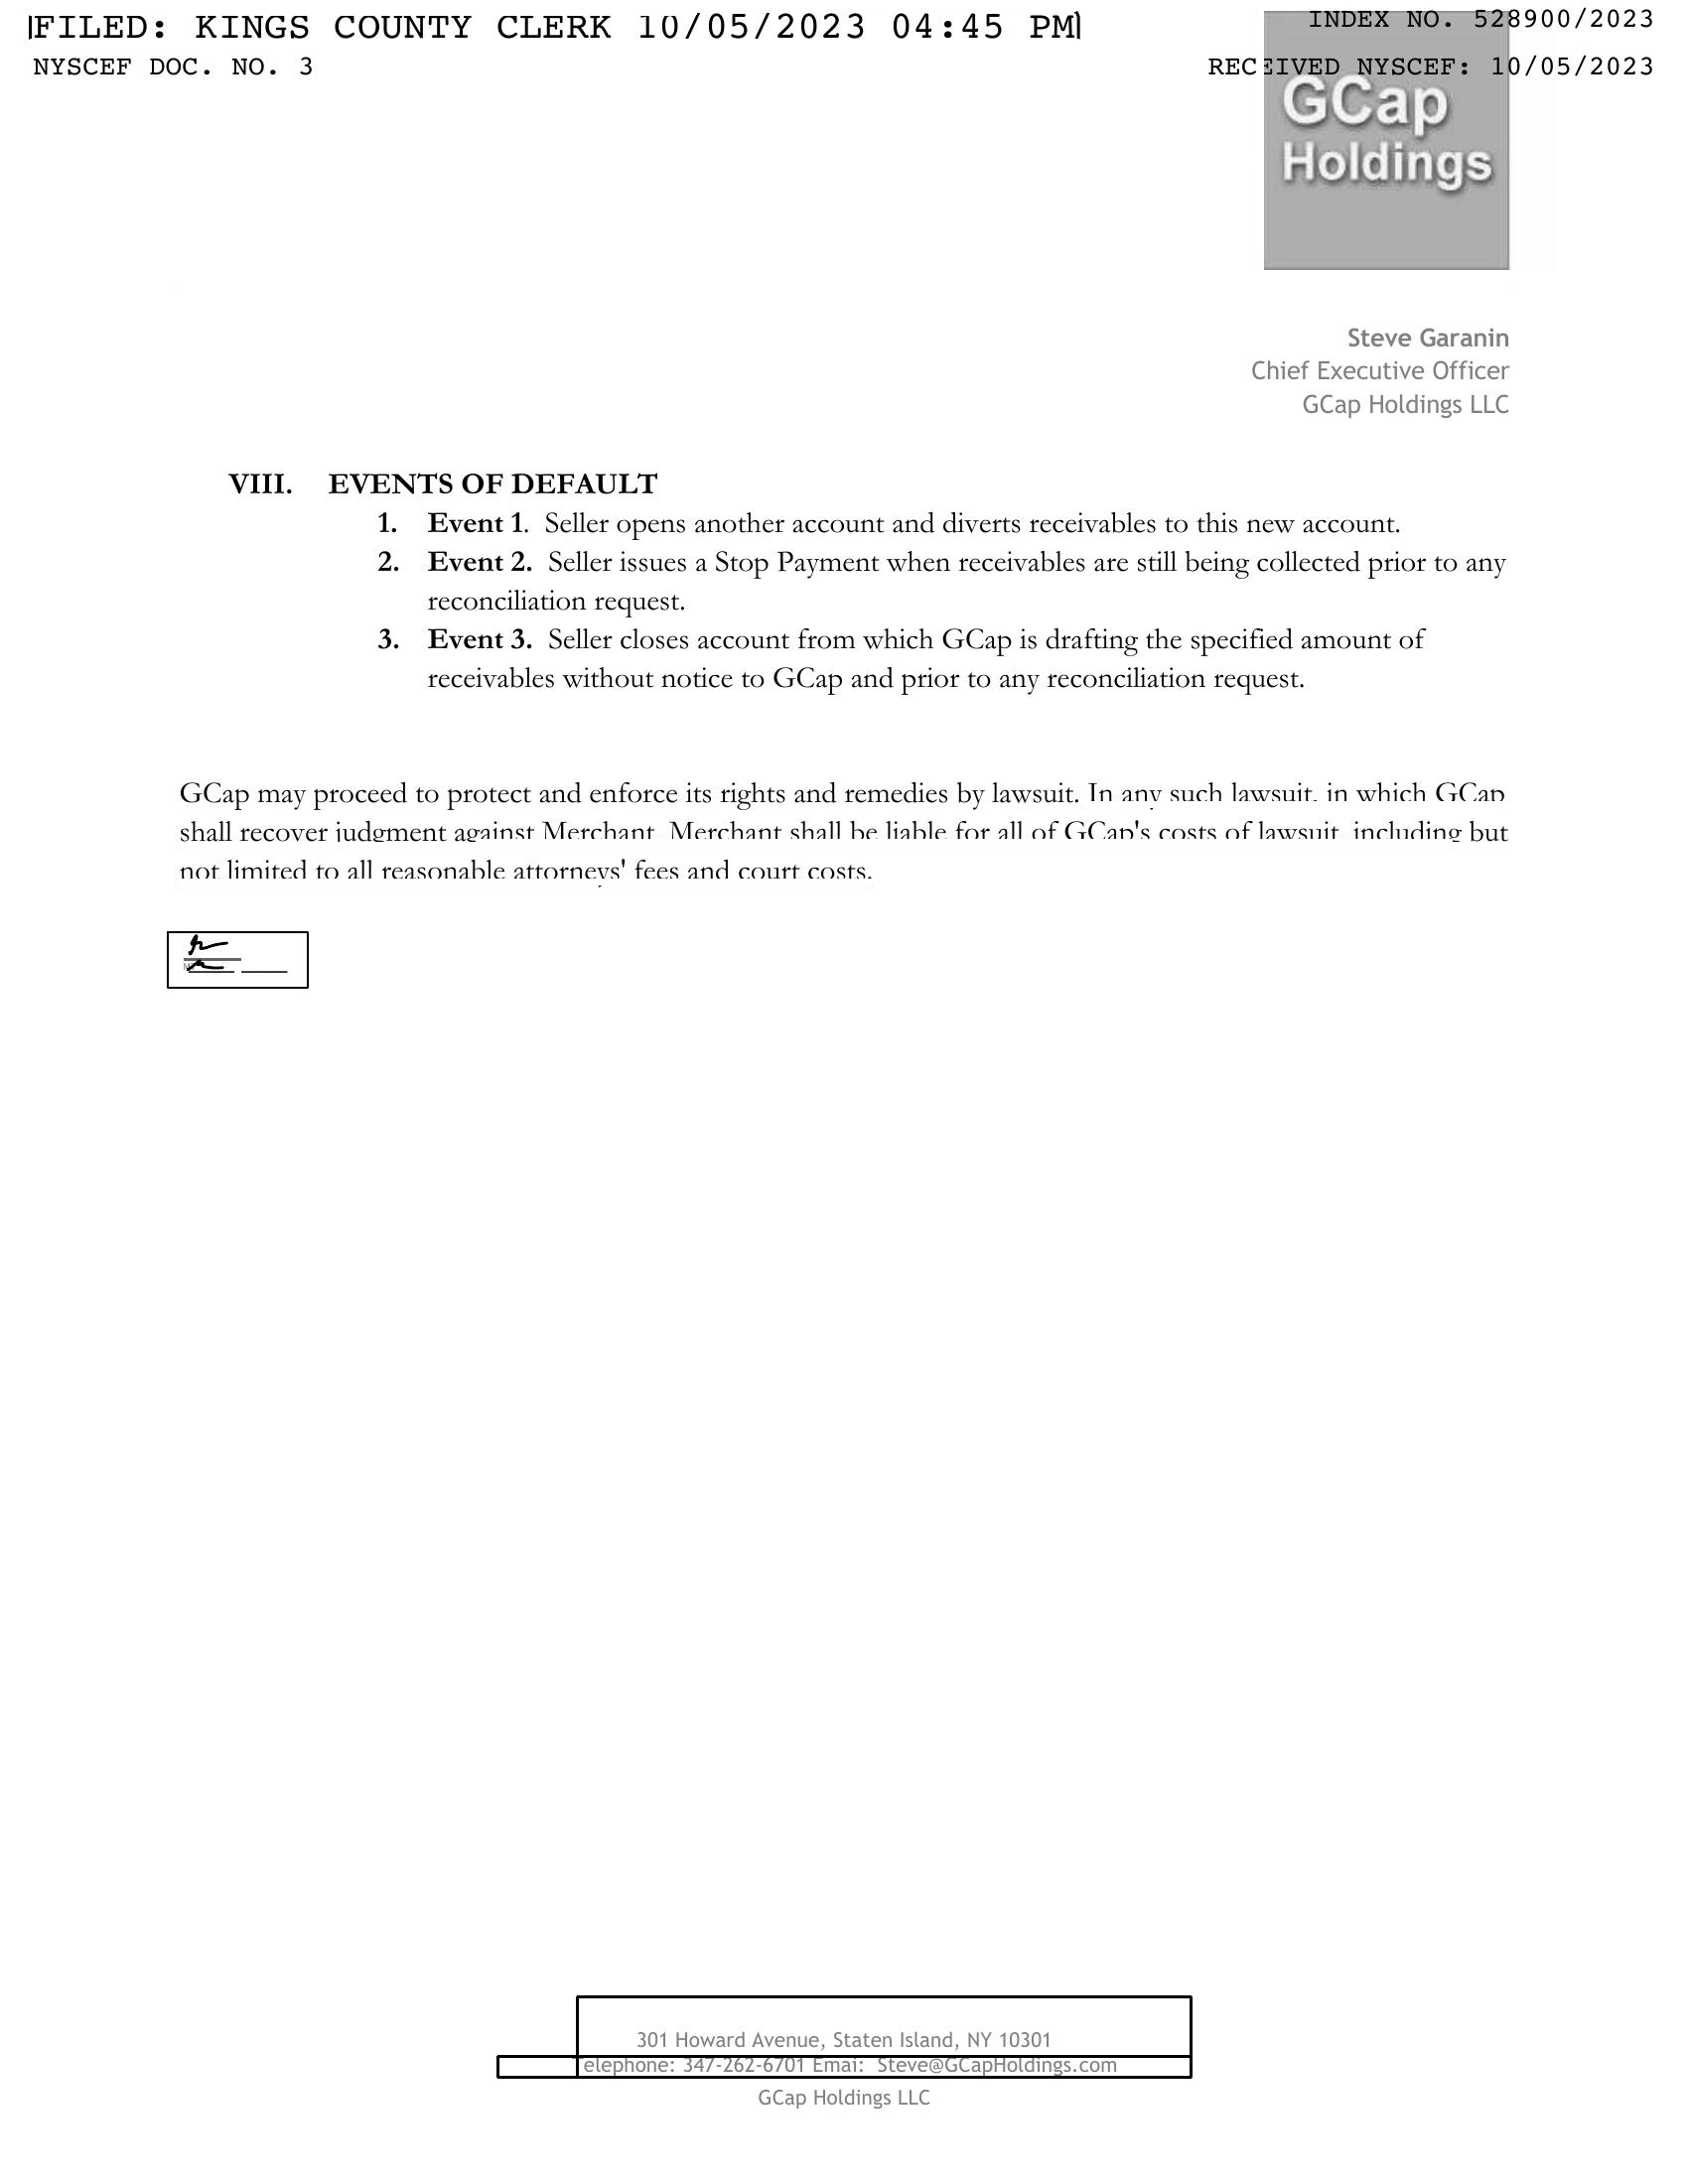 FILED: KINGS COUNTY CLERK 10/05/2023 04:45 PM
INDEX NO. 528900/2023
NYSCEF DOC. NO. 3
RECEIVED NYSCEF: 10/05/2023
GCap
Holdings
Steve Garanin
Chief Executive Officer
GCap Holdings LLC
VIII. EVENTS OF DEFAULT
1. Event 1. Seller opens another account and diverts receivables to this new account.
2. Event 2. Seller issues a Stop Payment when receivables are still being collected prior to any
reconciliation request.
3. Event 3. Seller closes account from which GCap is drafting the specified amount of
receivables without notice to GCap and prior to any reconciliation request.
GCap may proceed to protect and enforce its rights and remedies by lawsuit. In any such lawsuit, in which GCap
shall recover judgment against Merchant, Merchant shall be liable for all of GCap's costs of lawsuit, including but
not limited to all reasonable attorneys' fees and court costs.
301 Howard Avenue, Staten Island, NY 10301
Telephone: 347-262-6701 Emai: Steve@GCapHoldings.com
GCap Holdings LLC